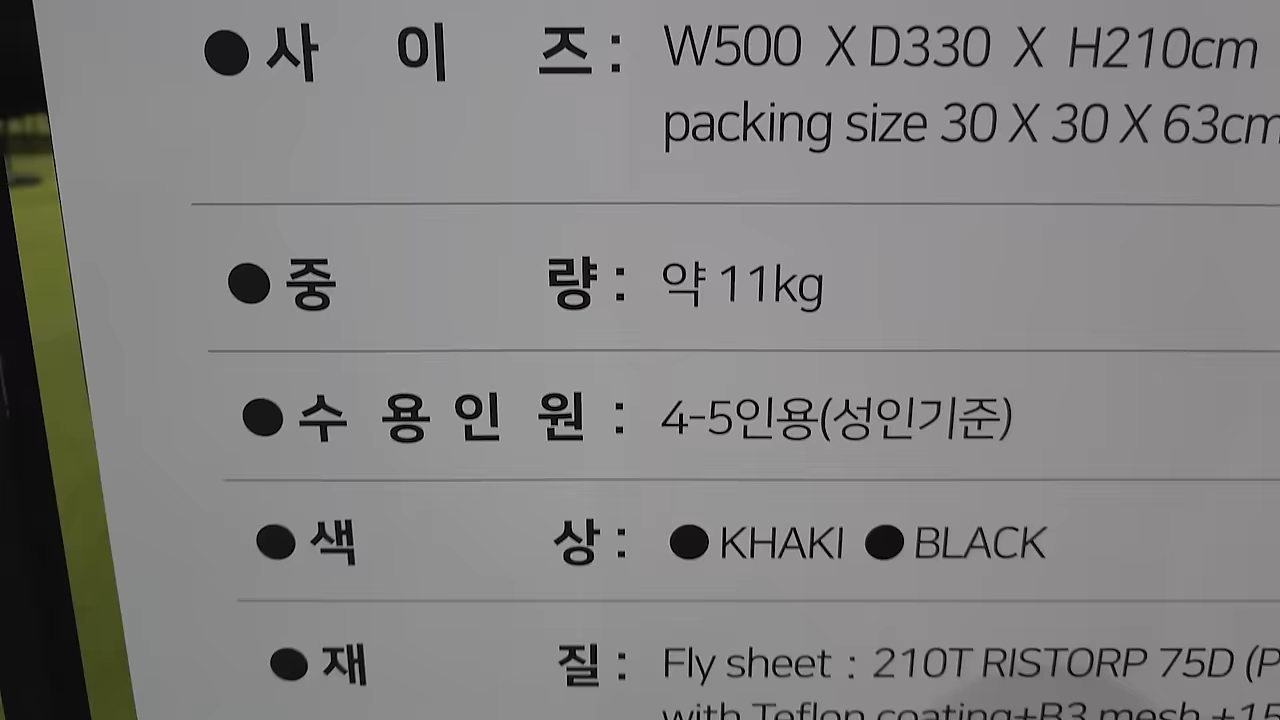 ●사이즈: W500 X D330 X H210cm
packing size 30 X 30 X 63cm
●중량: 약 11kg
●수용인원: 4-5인용(성인기준)
●색상: ●KHAKI ●BLACK
●재질: Fly sheet : 210T RISTORP 75D (P
with Teflon coating+B3 mesh +15